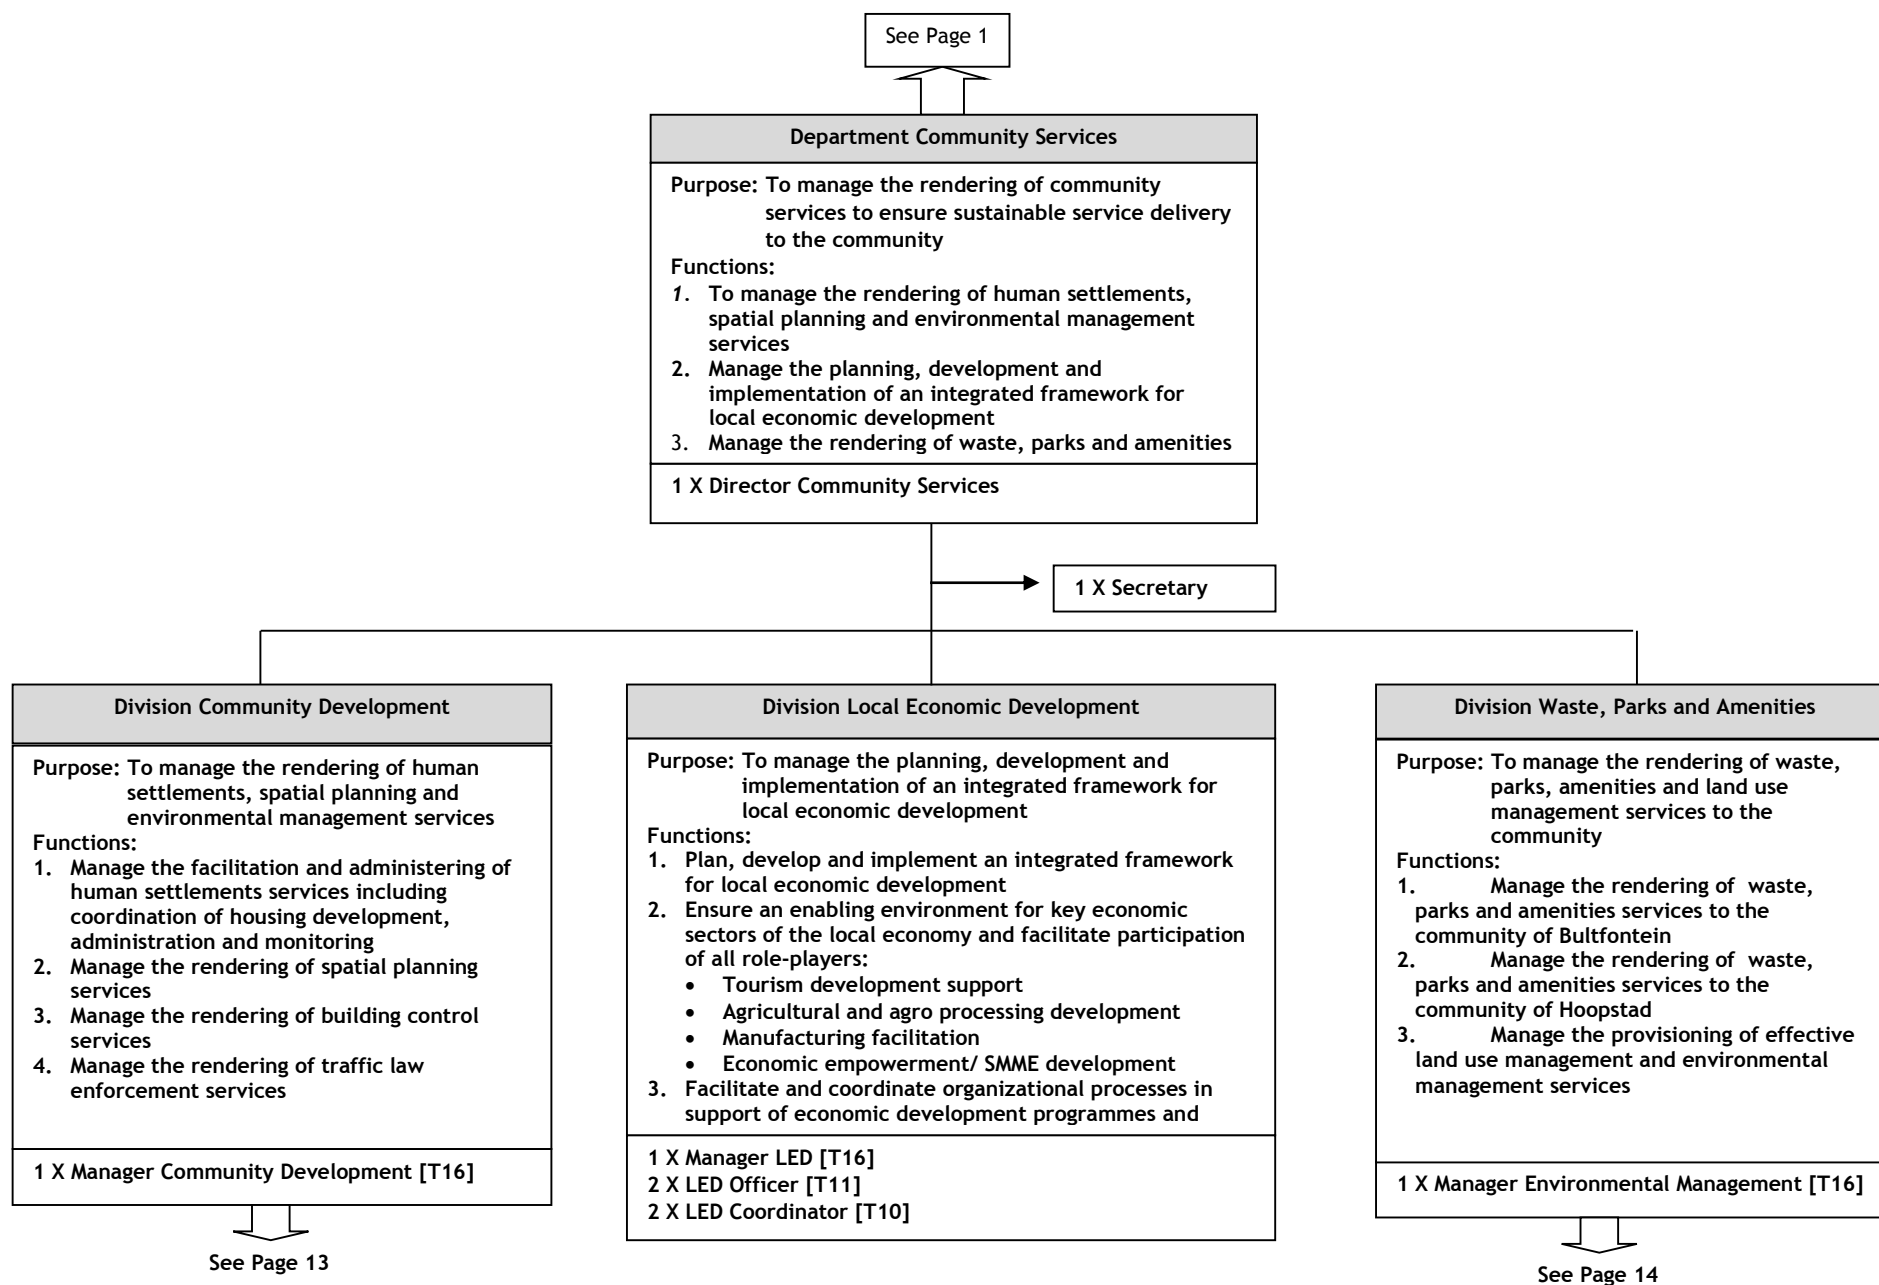 See Page 1
Department Community Services
Purpose: To manage the rendering of community
services to ensure sustainable service delivery
to the community
Functions:
1. To manage the rendering of human settlements,
spatial planning and environmental management
services
2. Manage the planning, development and
implementation of an integrated framework for
local economic development
3. Manage the rendering of waste, parks and amenities
1 X Director Community Services
1 X Secretary
Division Community Development
Purpose: To manage the rendering of human
settlements, spatial planning and
environmental management services
Functions:
1. Manage the facilitation and administering of
human settlements services including
coordination of housing development,
administration and monitoring
2. Manage the rendering of spatial planning
services
3. Manage the rendering of building control
services
4. Manage the rendering of traffic law
enforcement services
1 X Manager Community Development [T16]
See Page 13
Division Local Economic Development
Purpose: To manage the planning, development and
implementation of an integrated framework for
local economic development
Functions:
1. Plan, develop and implement an integrated framework
for local economic development
2. Ensure an enabling environment for key economic
sectors of the local economy and facilitate participation
of all role-players:
• Tourism development support
• Agricultural and agro processing development
• Manufacturing facilitation
• Economic empowerment/ SMME development
3. Facilitate and coordinate organizational processes in
support of economic development programmes and
1 X Manager LED [T16]
2 X LED Officer [T11]
2 X LED Coordinator [T10]
Division Waste, Parks and Amenities
Purpose: To manage the rendering of waste,
parks, amenities and land use
management services to the
community
Functions:
1. Manage the rendering of waste,
parks and amenities services to the
community of Bultfontein
2. Manage the rendering of waste,
parks and amenities services to the
community of Hoopstad
3. Manage the provisioning of effective
land use management and environmental
management services
1 X Manager Environmental Management [T16]
See Page 14